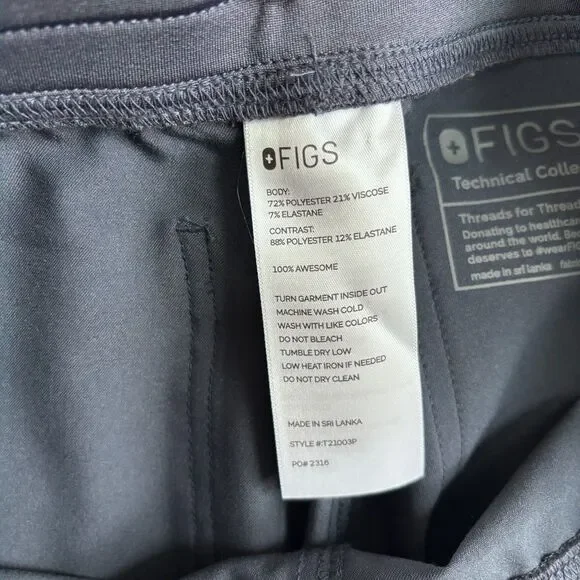 FIGS
BODY:
72% POLYESTER 21% VISCOSE
7% ELASTANE
CONTRAST:
88% POLYESTER 12% ELASTANE
100% AWESOME
TURN GARMENT INSIDE OUT
MACHINE WASH COLD
WASH WITH LIKE COLORS
DO NOT BLEACH
TUMBLE DRY LOW
LOW HEAT IRON IF NEEDED
DO NOT DRY CLEAN
MADE IN SRI LANKA
STYLE #:T21003P
PO# 2316
FIGS
Technical Colle
Threads for Thread
Donating to healthcar
around the world. Bec
deserves to #wearFI
made in sri lanka fabri